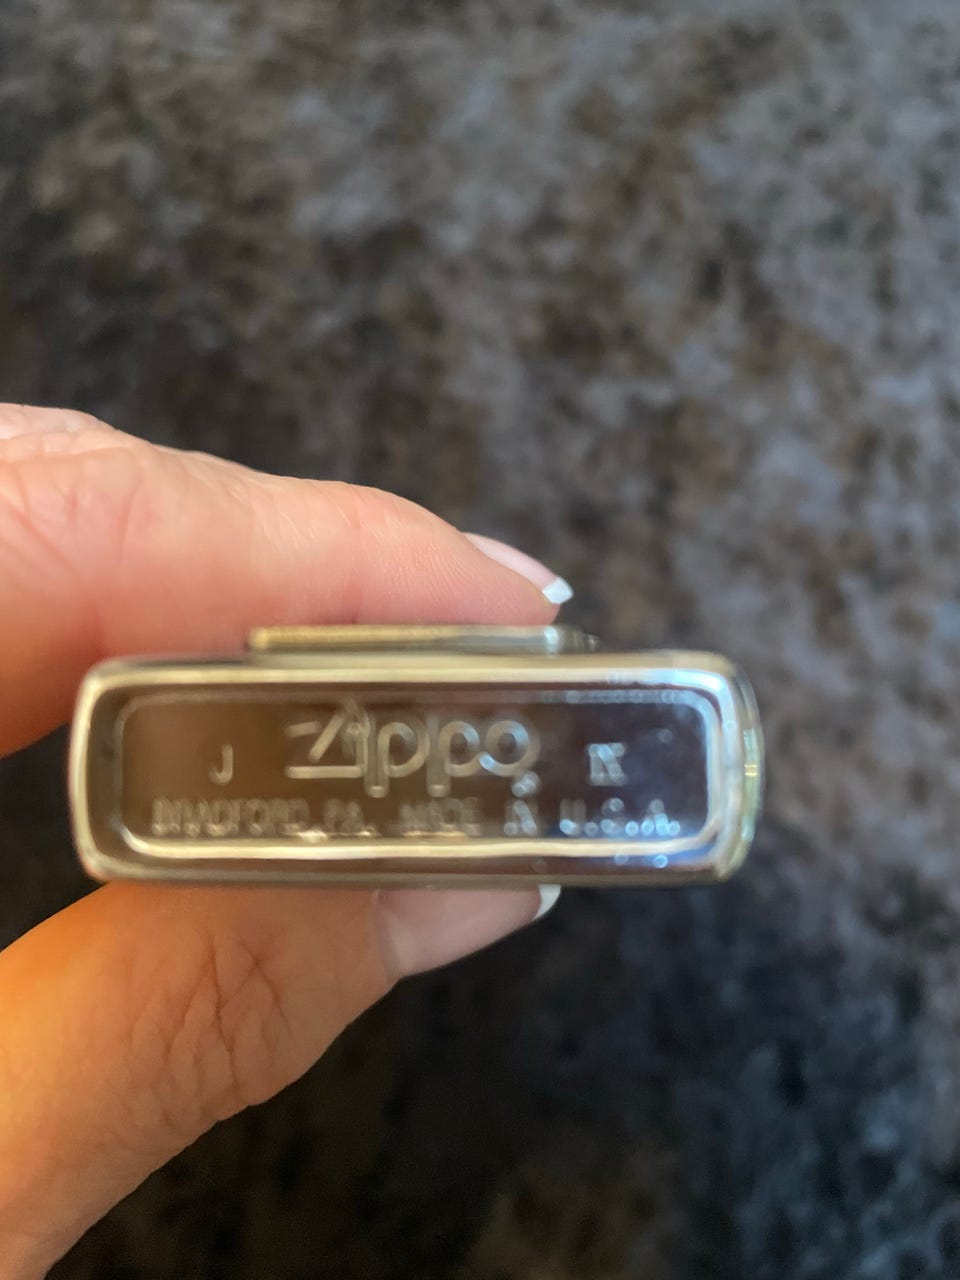 J Zippo
BRADFORD, PA. MADE IN U.S.A.